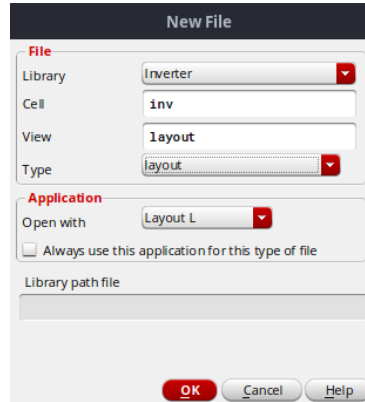 New File
File
Library Inverter
Cell inv
View layout
Type layout
Application
Open with Layout L
Always use this application for this type of file
Library path file
OK Cancel Help